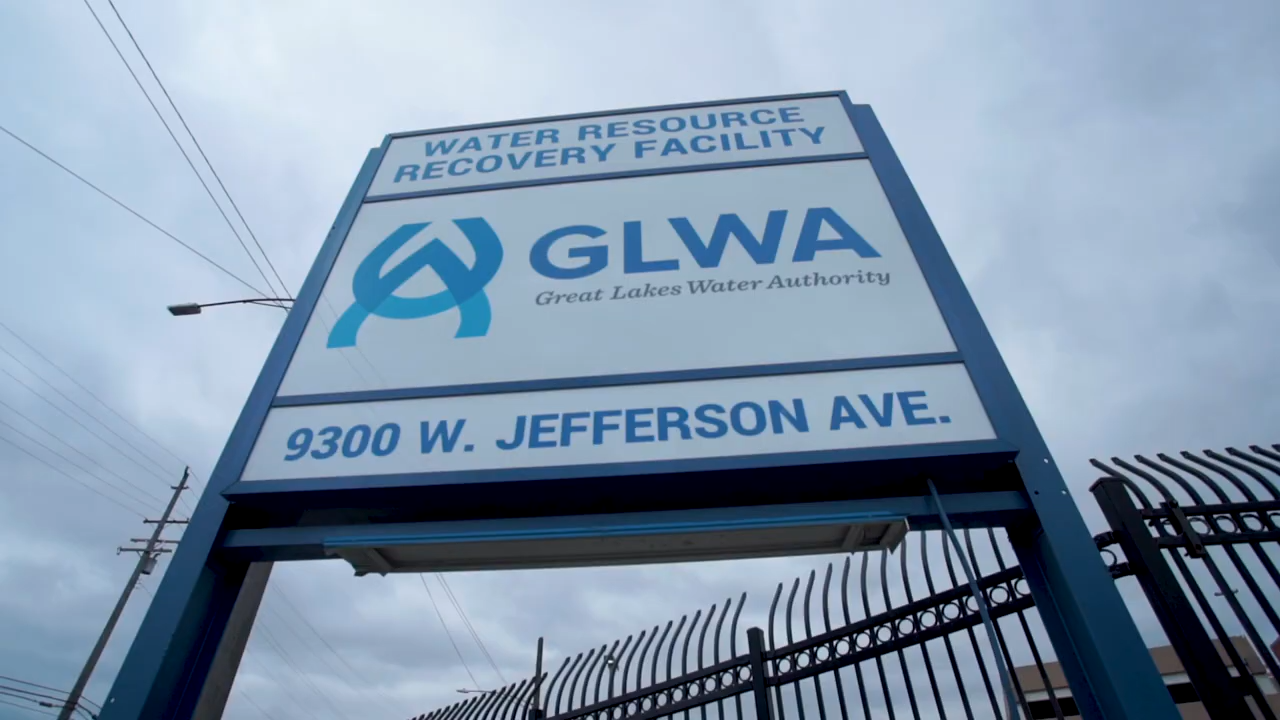 WATER RESOURCE
RECOVERY FACILITY
GLWA
Great Lakes Water Authority
9300 W. JEFFERSON AVE.